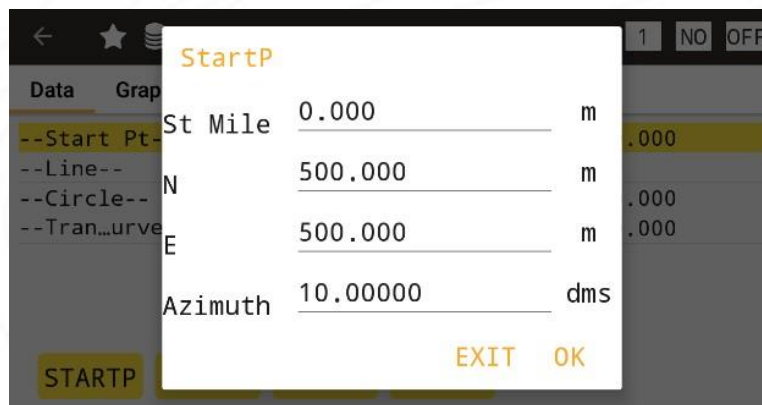 1 NO OFF
StartP
Data Grap
St Mile 0.000 m
--Start Pt- .000
--Line--
N 500.000 m
--Circle-- .000
--Tran…urve .000
E 500.000 m
Azimuth 10.00000 dms
EXIT OK
STARTP